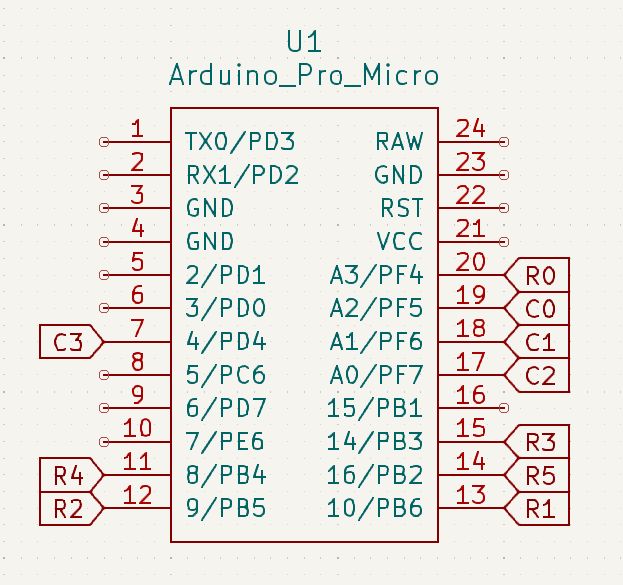 U1
Arduino_Pro_Micro
1 TX0/PD3 RAW 24
2 RX1/PD2 GND 23
3 GND RST 22
4 GND VCC 21
5 2/PD1 A3/PF4 20 R0
6 3/PD0 A2/PF5 19 C0
C3 7 4/PD4 A1/PF6 18 C1
8 5/PC6 A0/PF7 17 C2
9 6/PD7 15/PB1 16
10 7/PE6 14/PB3 15 R3
R4 11 8/PB4 16/PB2 14 R5
R2 12 9/PB5 10/PB6 13 R1